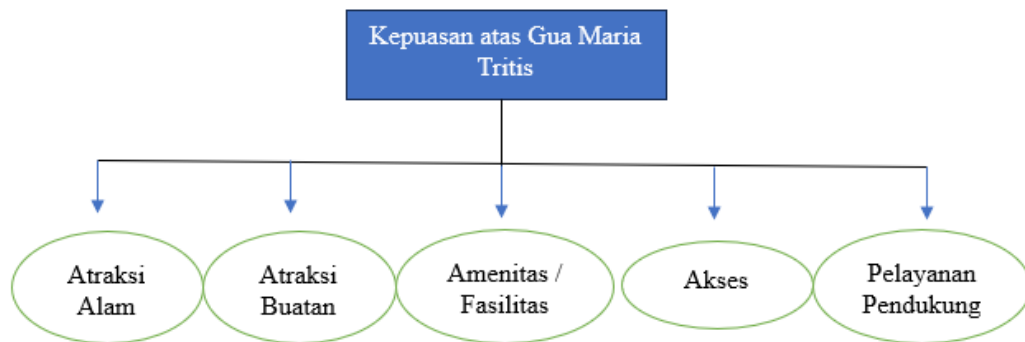 Kepuasan atas Gua Maria
Tritis
Atraksi
Alam
Atraksi
Buatan
Amenitas /
Fasilitas
Akses
Pelayanan
Pendukung